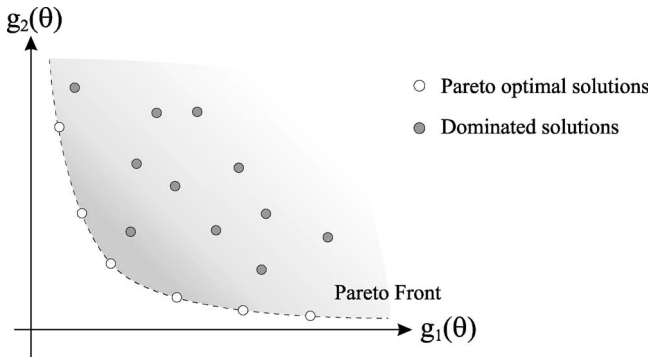 g₂(θ)
Pareto optimal solutions
Dominated solutions
Pareto Front
g₁(θ)